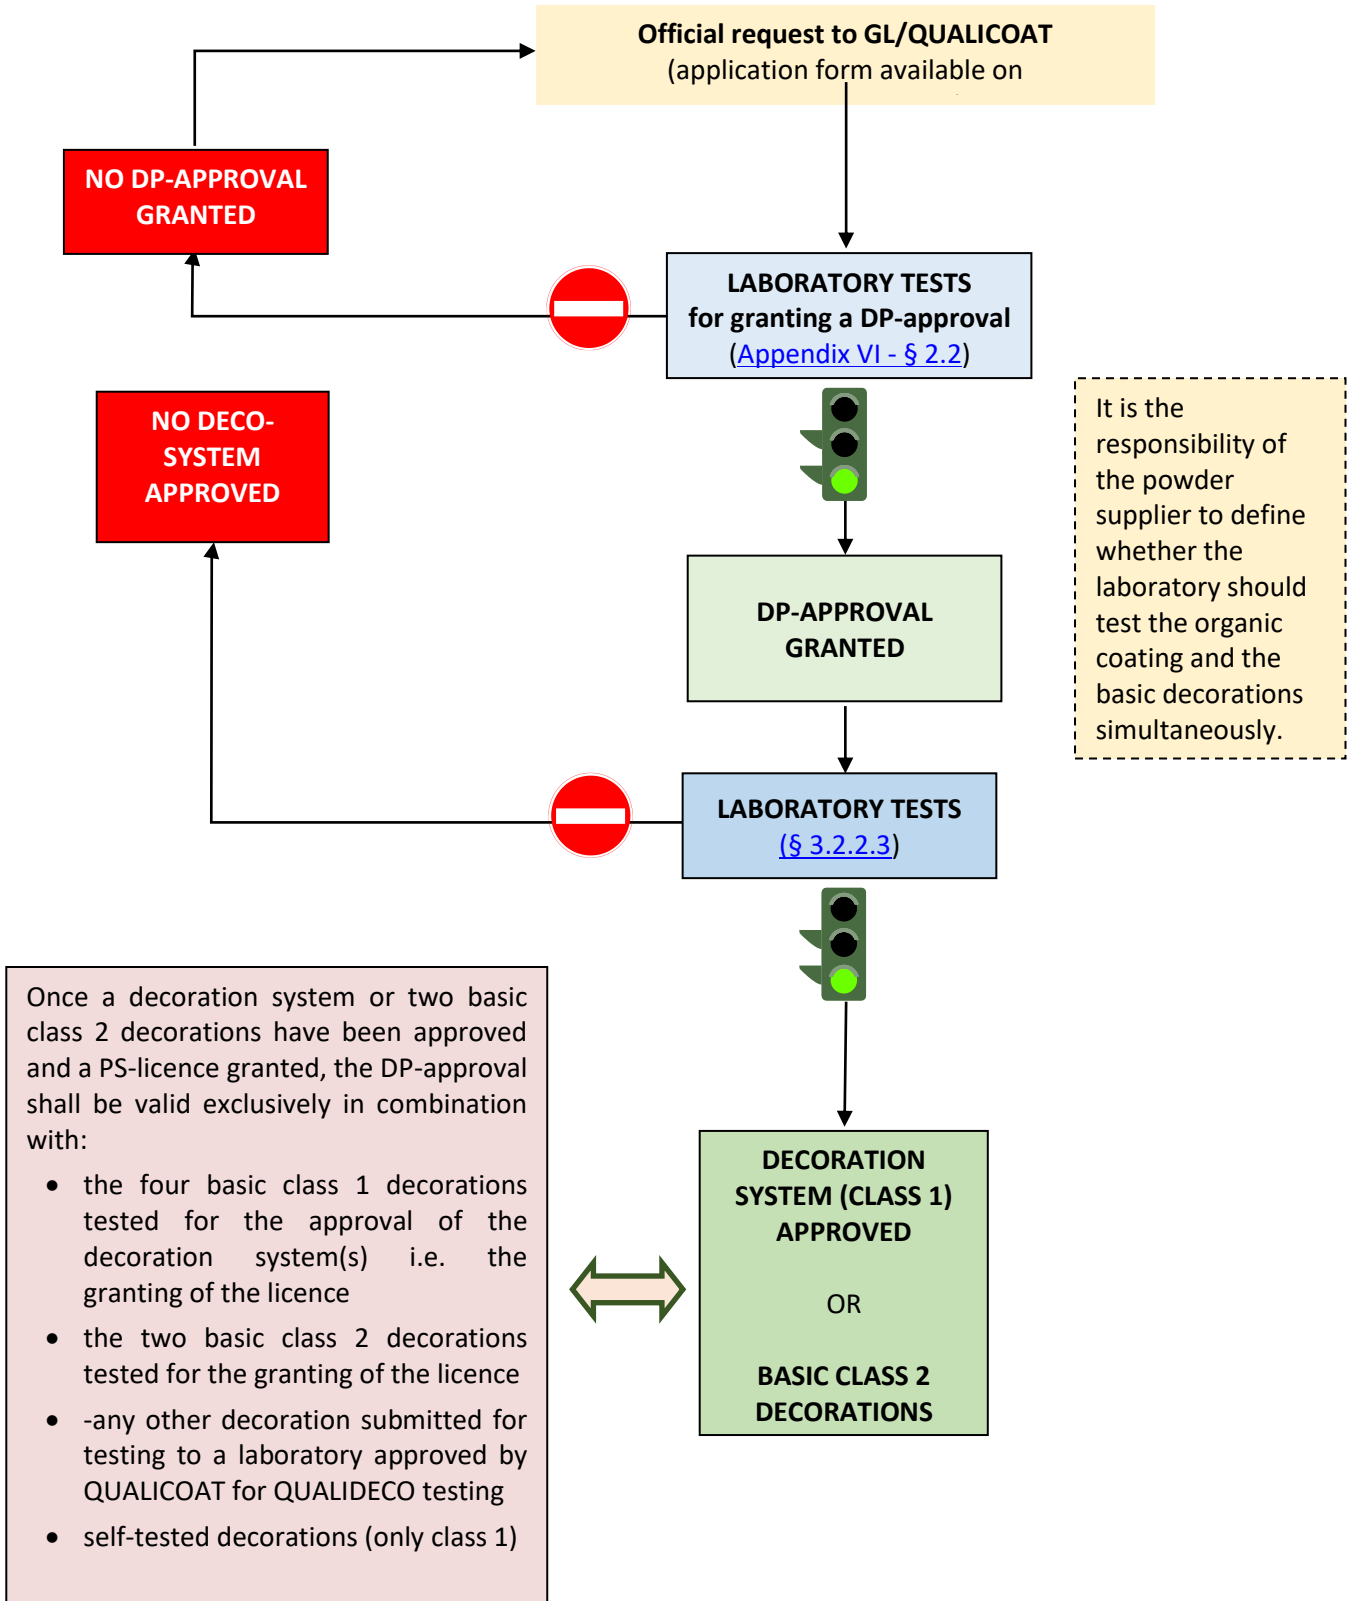 Official request to GL/QUALICOAT
(application form available on
NO DP-APPROVAL
GRANTED
LABORATORY TESTS
for granting a DP-approval
(Appendix VI - § 2.2)
NO DECO-
SYSTEM
APPROVED
It is the
responsibility of
the powder
supplier to define
whether the
laboratory should
test the organic
coating and the
basic decorations
simultaneously.
DP-APPROVAL
GRANTED
LABORATORY TESTS
(§ 3.2.2.3)
Once a decoration system or two basic
class 2 decorations have been approved
and a PS-licence granted, the DP-approval
shall be valid exclusively in combination
with:
• the four basic class 1 decorations
tested for the approval of the
decoration system(s) i.e. the
granting of the licence
• the two basic class 2 decorations
tested for the granting of the licence
• -any other decoration submitted for
testing to a laboratory approved by
QUALICOAT for QUALIDECO testing
• self-tested decorations (only class 1)
DECORATION
SYSTEM (CLASS 1)
APPROVED
OR
BASIC CLASS 2
DECORATIONS